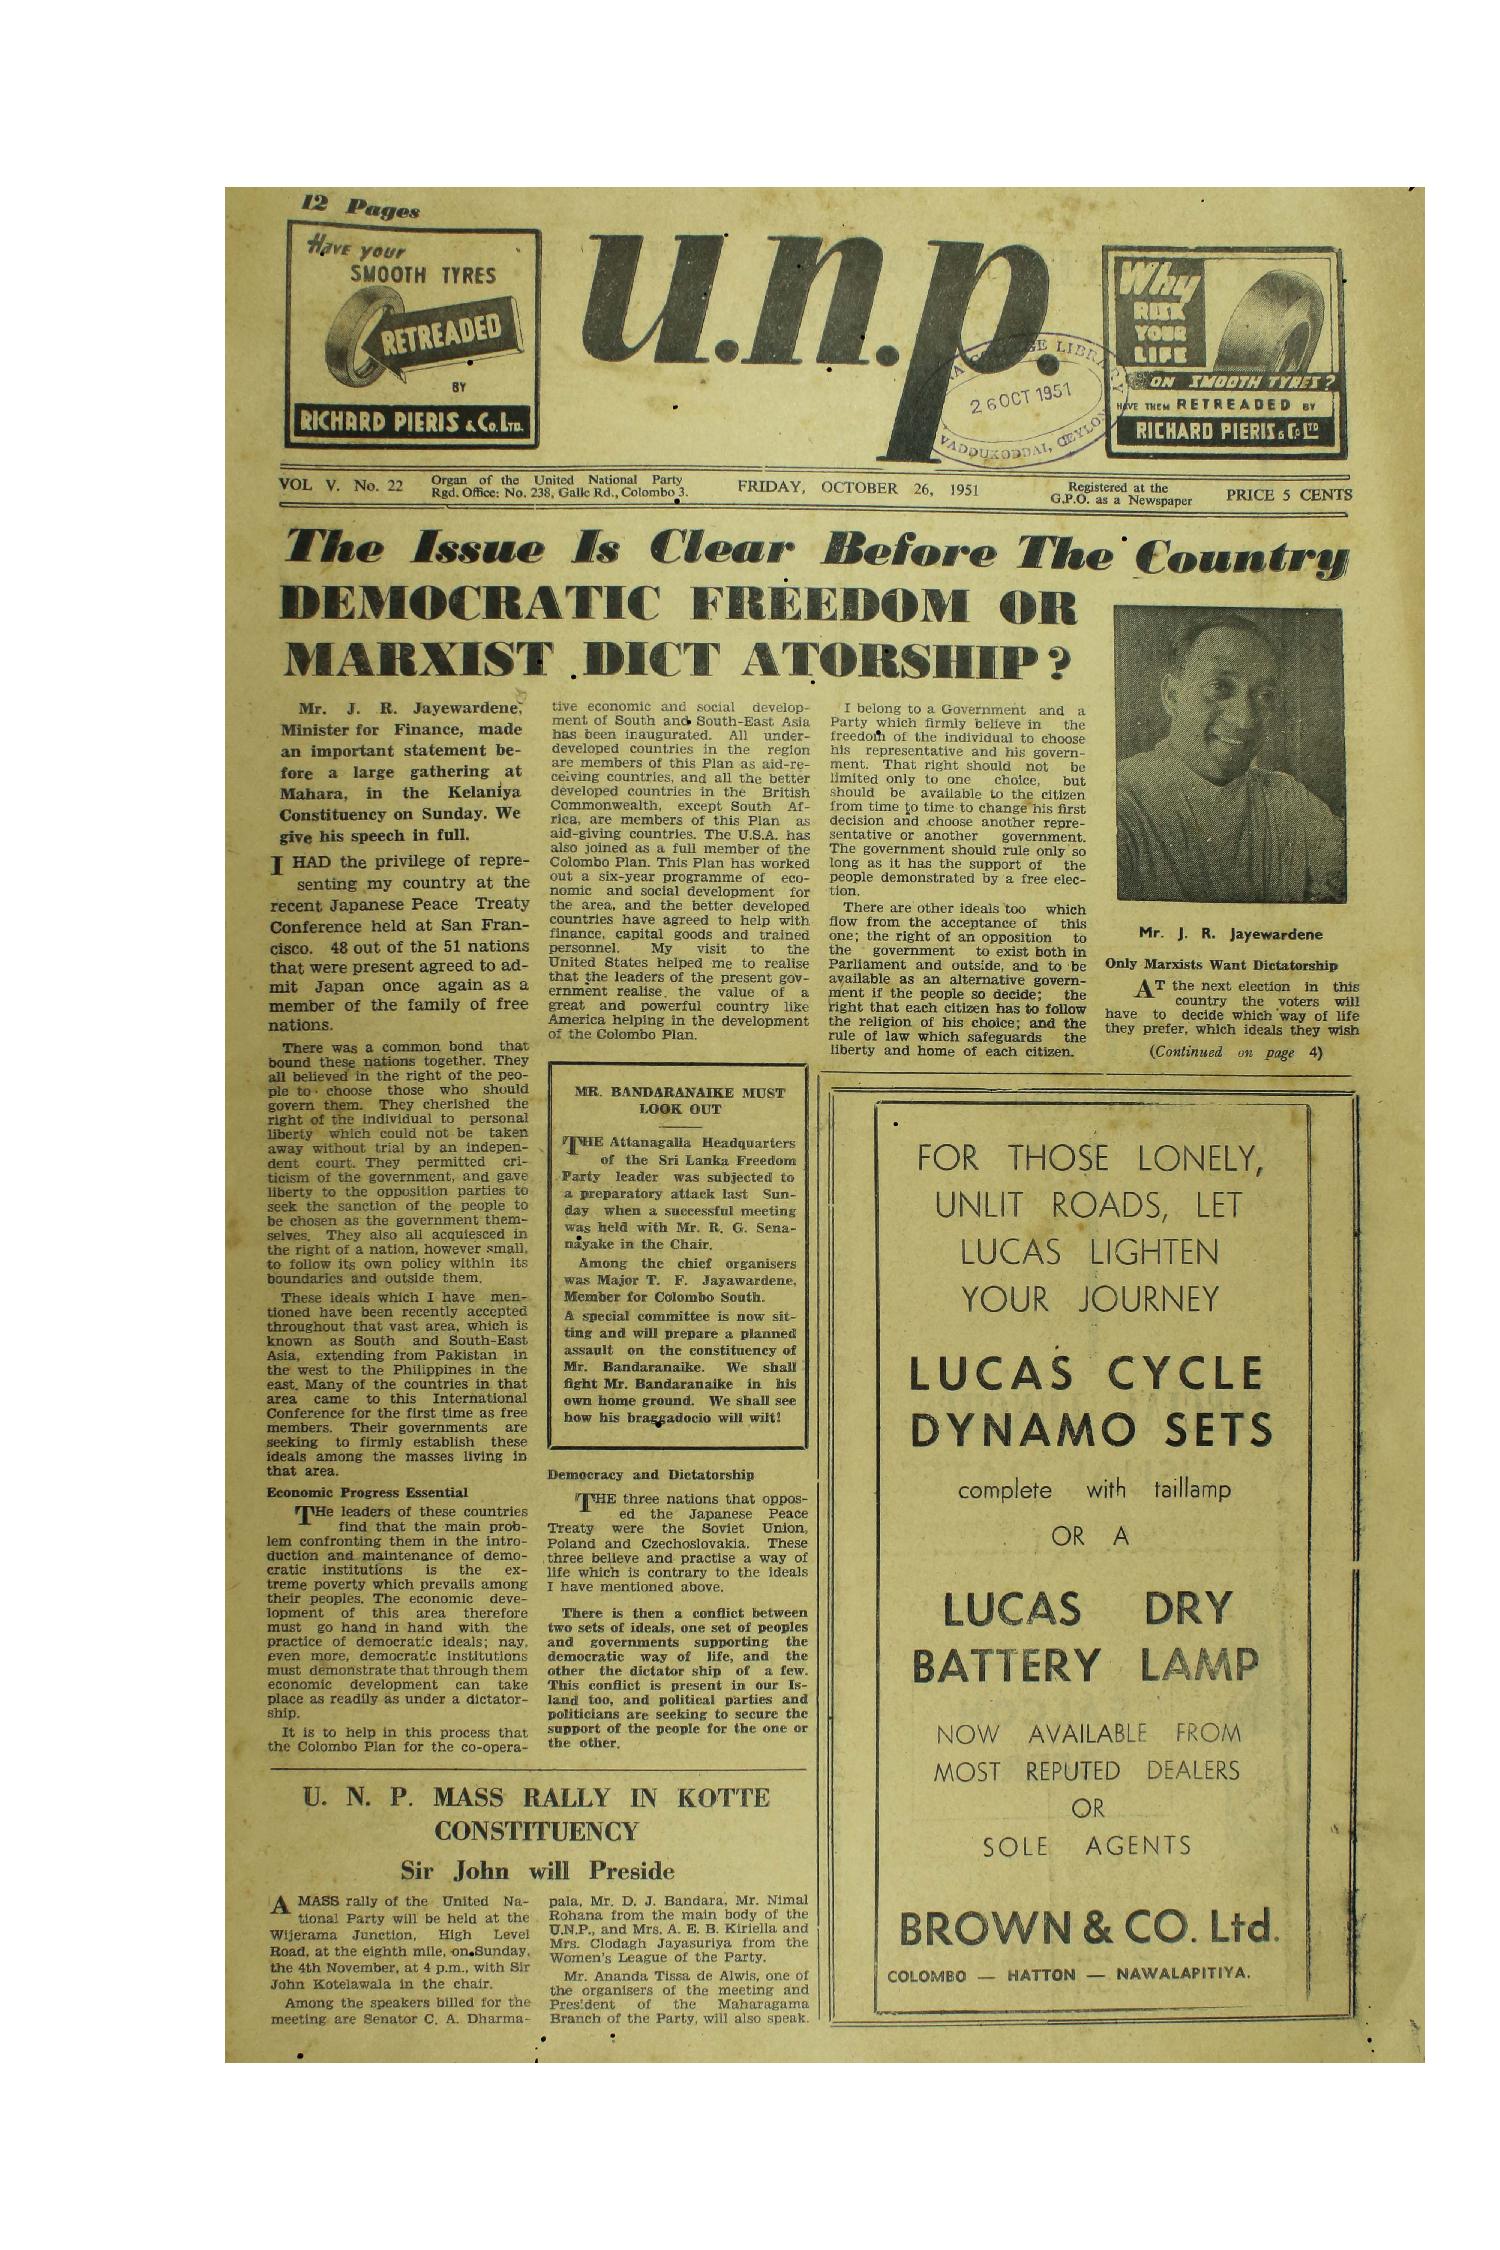 12 Pages
Have your
SMOOTH TYRES
RETREADED
BY
RICHARD PIERIS & Co. LTD.
u.n.p.
Why
RISK
YOUR
LIFE
ON SMOOTH TYRES?
HAVE THEM RETREADED BY
RICHARD PIERIS & Co LTD
COLLEGE LIBRARY
26 OCT 1951
VADDUKODDAI, CEYLON
VOL V. No. 22
Organ of the United National Party
Rgd. Office: No. 238, Galle Rd., Colombo 3.
FRIDAY, OCTOBER 26, 1951
Registered at the
G.P.O. as a Newspaper
PRICE 5 CENTS
The Issue Is Clear Before The Country
DEMOCRATIC FREEDOM OR
MARXIST DICT ATORSHIP?
Mr. J. R. Jayewardene,
Minister for Finance, made
an important statement be-
fore a large gathering at
Mahara, in the Kelaniya
Constituency on Sunday. We
give his speech in full.
I HAD the privilege of repre-
senting my country at the
recent Japanese Peace Treaty
Conference held at San Fran-
cisco. 48 out of the 51 nations
that were present agreed to ad-
mit Japan once again as a
member of the family of free
nations.
There was a common bond that
bound these nations together. They
all believed in the right of the peo-
ple to choose those who should
govern them. They cherished the
right of the individual to personal
liberty which could not be taken
away without trial by an indepen-
dent court. They permitted cri-
ticism of the government, and gave
liberty to the opposition parties to
seek the sanction of the people to
be chosen as the government them-
selves. They also all acquiesced in
the right of a nation, however small,
to follow its own policy within its
boundaries and outside them.
These ideals which I have men-
tioned have been recently accepted
throughout that vast area, which is
known as South and South-East
Asia, extending from Pakistan in
the west to the Philippines in the
east. Many of the countries in that
area came to this International
Conference for the first time as free
members. Their governments are
seeking to firmly establish these
ideals among the masses living in
that area.
Economic Progress Essential
THe leaders of these countries
find that the main prob-
lem confronting them in the intro-
duction and maintenance of demo-
cratic institutions is the ex-
treme poverty which prevails among
their peoples. The economic deve-
lopment of this area therefore
must go hand in hand with the
practice of democratic ideals; nay,
even more, democratic institutions
must demonstrate that through them
economic development can take
place as readily as under a dictator-
ship.
It is to help in this process that
the Colombo Plan for the co-opera-
tive economic and social develop-
ment of South and South-East Asia
has been inaugurated. All under-
developed countries in the region
are members of this Plan as aid-re-
ceiving countries, and all the better
developed countries in the British
Commonwealth, except South Af-
rica, are members of this Plan as
aid-giving countries. The U.S.A. has
also joined as a full member of the
Colombo Plan. This Plan has worked
out a six-year programme of eco-
nomic and social development for
the area, and the better developed
countries have agreed to help with
finance, capital goods and trained
personnel. My visit to the
United States helped me to realise
that the leaders of the present gov-
ernment realise, the value of a
great and powerful country like
America helping in the development
of the Colombo Plan.
MR. BANDARANAIKE MUST
LOOK OUT
THE Attanagalla Headquarters
of the Sri Lanka Freedom
Party leader was subjected to
a preparatory attack last Sun-
day when a successful meeting
was held with Mr. R. G. Sena-
nayake in the Chair.
Among the chief organisers
was Major T. F. Jayawardene,
Member for Colombo South.
A special committee is now sit-
ting and will prepare a planned
assault on the constituency of
Mr. Bandaranaike. We shall
fight Mr. Bandaranaike in his
own home ground. We shall see
how his braggadocio will wilt!
Democracy and Dictatorship
THE three nations that oppos-
ed the Japanese Peace
Treaty were the Soviet Union,
Poland and Czechoslovakia. These
three believe and practise a way of
life which is contrary to the ideals
I have mentioned above.
There is then a conflict between
two sets of ideals, one set of peoples
and governments supporting the
democratic way of life, and the
other the dictator ship of a few.
This conflict is present in our Is-
land too, and political parties and
politicians are seeking to secure the
support of the people for the one or
the other.
I belong to a Government and a
Party which firmly believe in the
freedom of the individual to choose
his representative and his govern-
ment. That right should not be
limited only to one choice, but
should be available to the citizen
from time to time to change his first
decision and choose another repre-
sentative or another government.
The government should rule only so
long as it has the support of the
people demonstrated by a free elec-
tion.
There are other ideals too which
flow from the acceptance of this
one; the right of an opposition to
the government to exist both in
Parliament and outside, and to be
available as an alternative govern-
ment if the people so decide; the
right that each citizen has to follow
the religion of his choice; and the
rule of law which safeguards the
liberty and home of each citizen.
Mr. J. R. Jayewardene
Only Marxists Want Dictatorship
AT the next election in this
country the voters will
have to decide which way of life
they prefer, which ideals they wish
(Continued on page 4)
U. N. P. MASS RALLY IN KOTTE
CONSTITUENCY
Sir John will Preside
A MASS rally of the United Na-
tional Party will be held at the
Wijerama Junction, High Level
Road, at the eighth mile, on Sunday,
the 4th November, at 4 p.m., with Sir
John Kotelawala in the chair.
Among the speakers billed for the
meeting are Senator C. A. Dharma-
pala, Mr. D. J. Bandara, Mr. Nimal
Rohana from the main body of the
U.N.P., and Mrs. A. E. B. Kiriella and
Mrs. Clodagh Jayasuriya from the
Women's League of the Party.
Mr. Ananda Tissa de Alwis, one of
the organisers of the meeting and
President of the Maharagama
Branch of the Party, will also speak.
FOR THOSE LONELY,
UNLIT ROADS, LET
LUCAS LIGHTEN
YOUR JOURNEY
LUCAS CYCLE
DYNAMO SETS
complete with taillamp
OR A
LUCAS DRY
BATTERY LAMP
NOW AVAILABLE FROM
MOST REPUTED DEALERS
OR
SOLE AGENTS
BROWN & CO. Ltd.
COLOMBO — HATTON — NAWALAPITIYA.